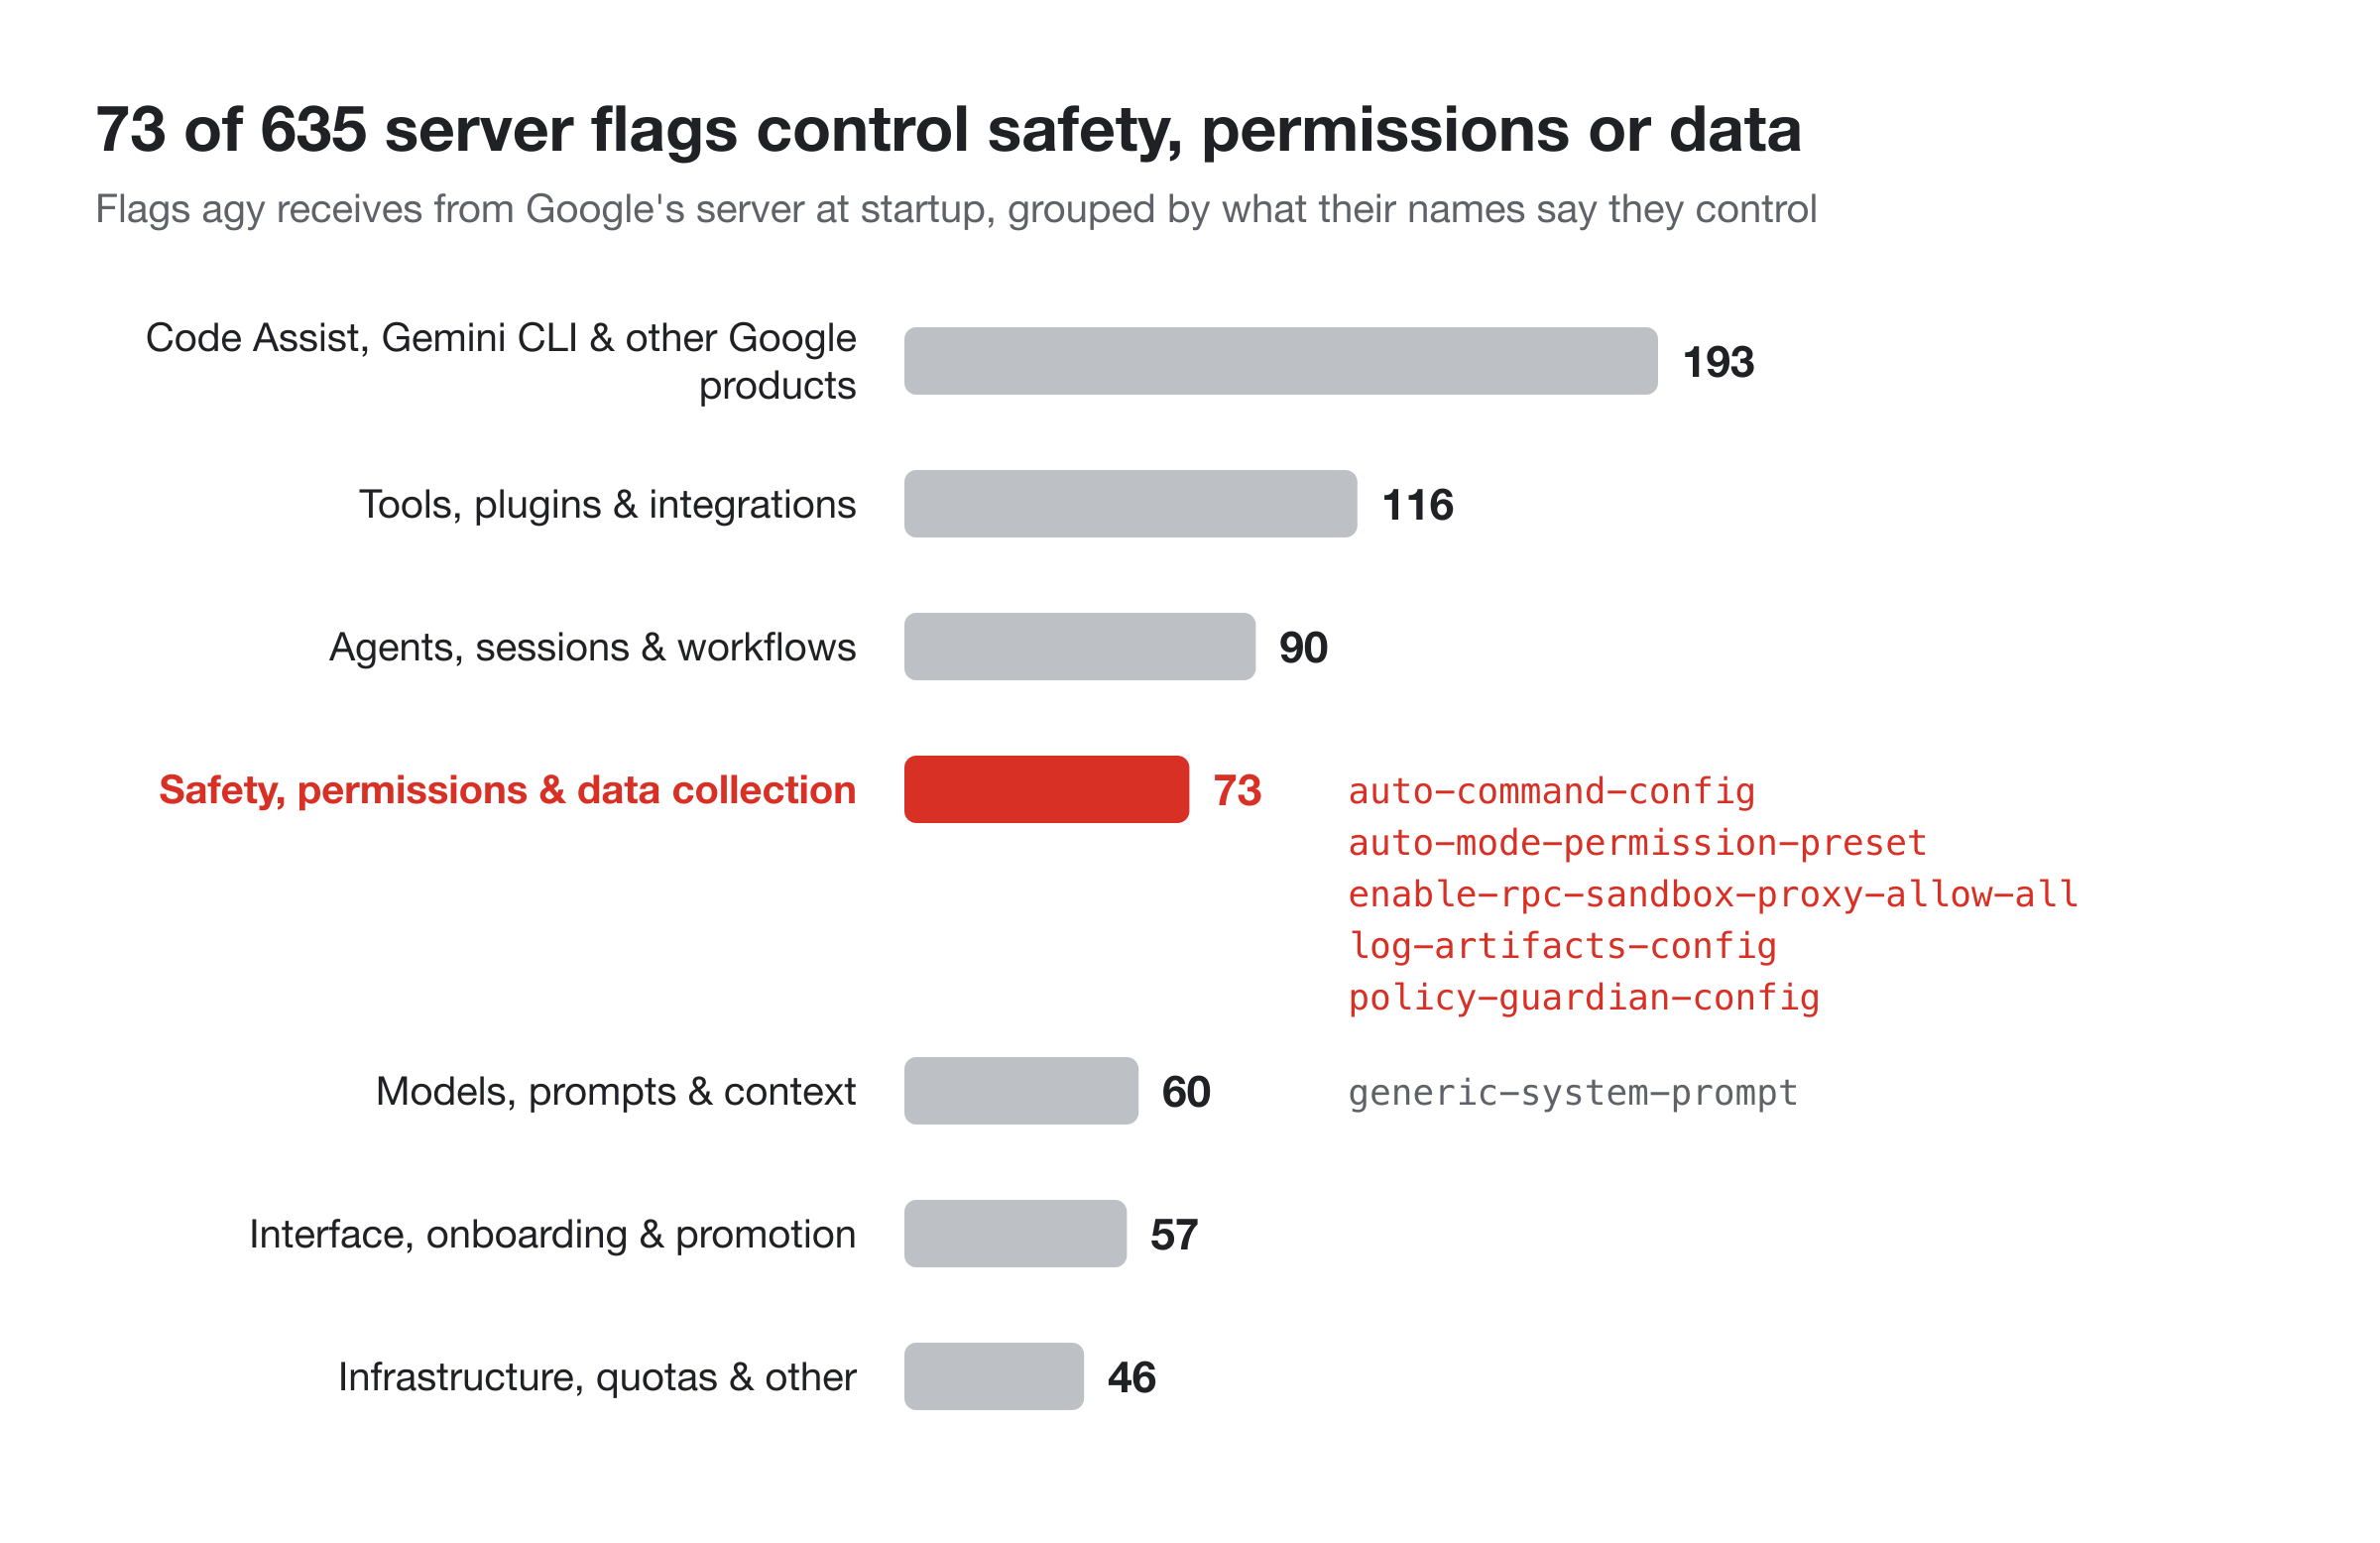 73 of 635 server flags control safety, permissions or data
Flags agy receives from Google's server at startup, grouped by what their names say they control
Code Assist, Gemini CLI & other Google
products
193
Tools, plugins & integrations
116
Agents, sessions & workflows
90
Safety, permissions & data collection
73
auto-command-config
auto-mode-permission-preset
enable-rpc-sandbox-proxy-allow-all
log-artifacts-config
policy-guardian-config
Models, prompts & context
60
generic-system-prompt
Interface, onboarding & promotion
57
Infrastructure, quotas & other
46